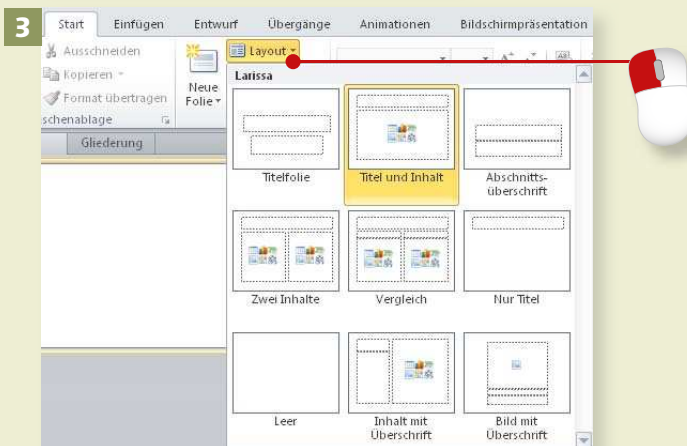 3
Start Einfügen Entwurf Übergänge Animationen Bildschirmpräsentation
Ausschneiden
Kopieren
Format übertragen
schenablage
Neue
Folie
Layout
Larissa
Gliederung
Titelfolie Titel und Inhalt Abschnitts-
überschrift
Zwei Inhalte Vergleich Nur Titel
Leer Inhalt mit Bild mit
Überschrift Überschrift